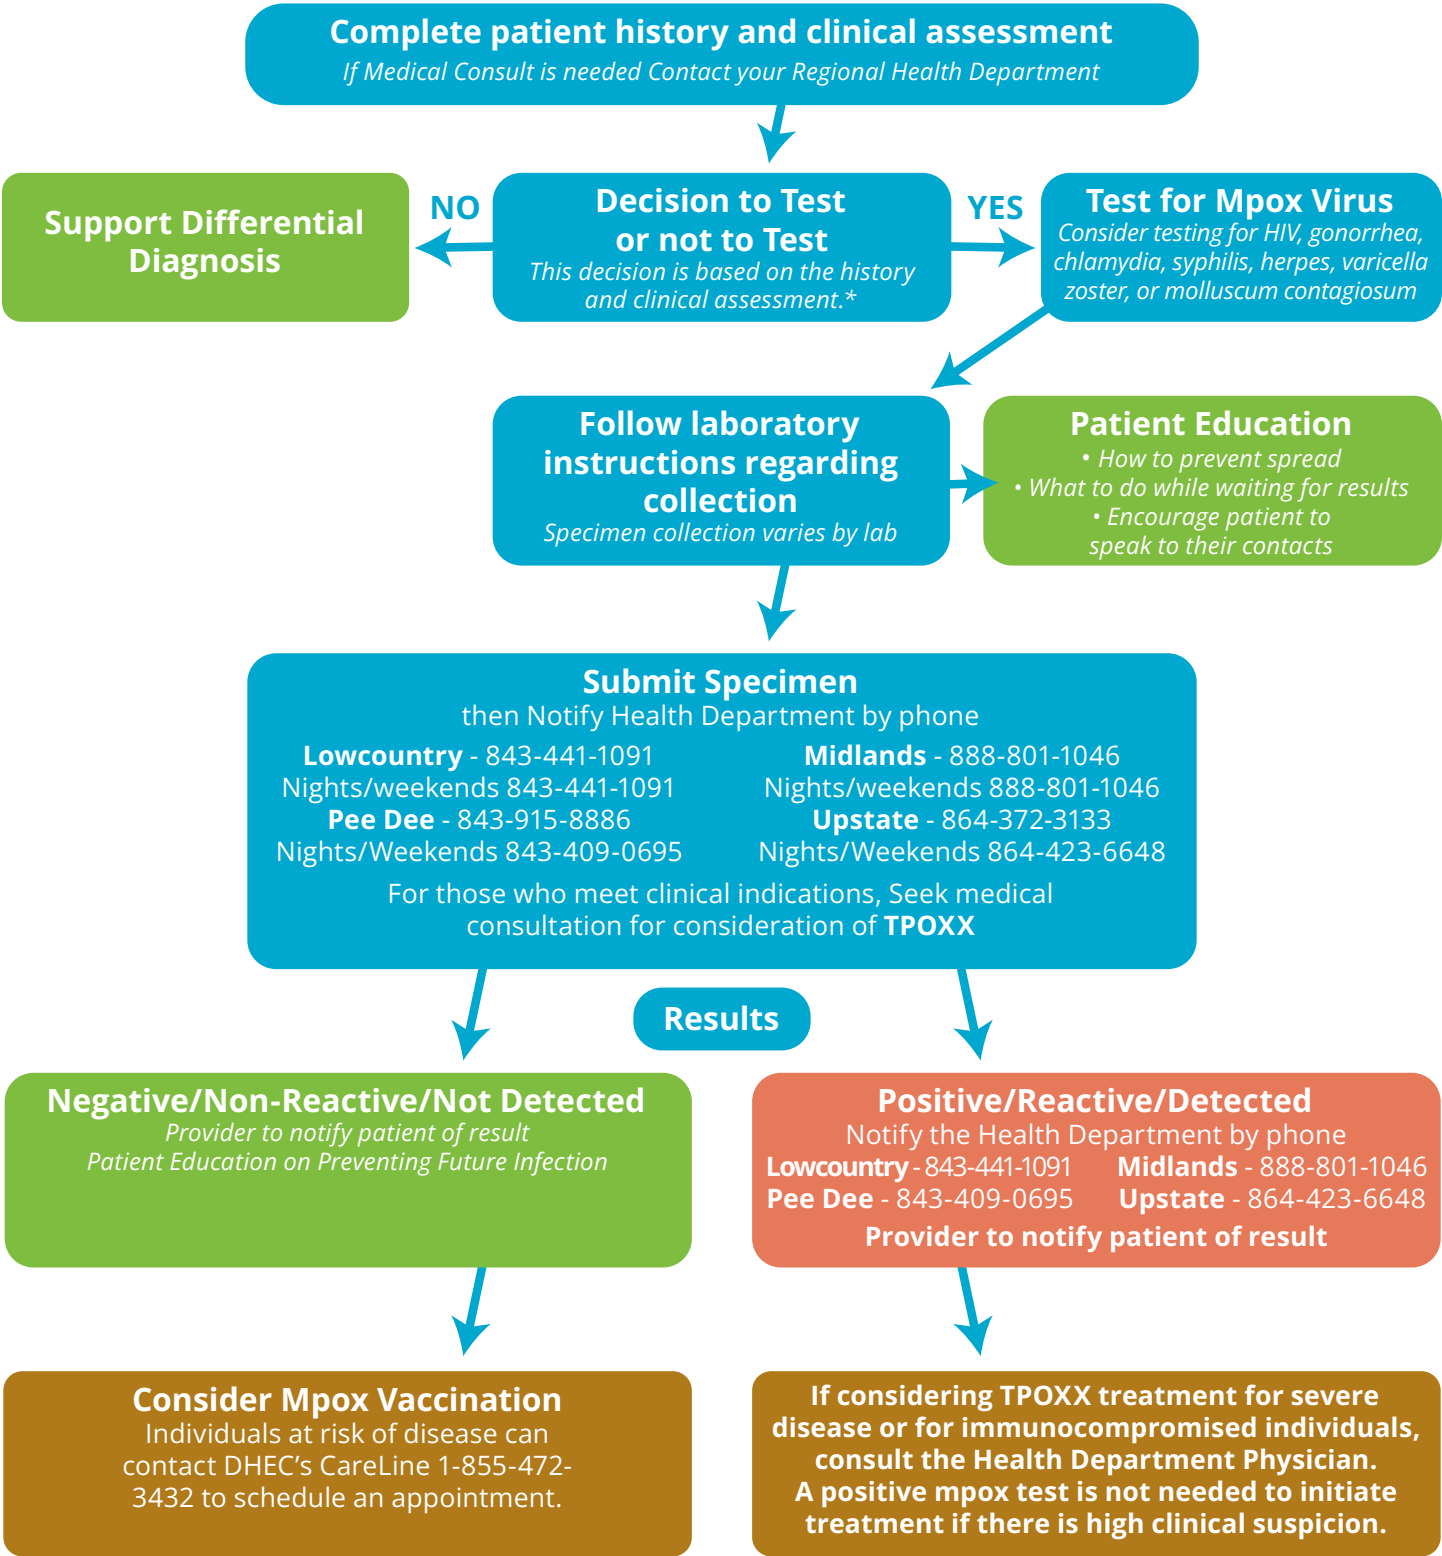 Complete patient history and clinical assessment
If Medical Consult is needed Contact your Regional Health Department
Support Differential
Diagnosis
NO
Decision to Test
or not to Test
This decision is based on the history
and clinical assessment.*
YES
Test for Mpox Virus
Consider testing for HIV, gonorrhea,
chlamydia, syphilis, herpes, varicella
zoster, or molluscum contagiosum
Follow laboratory
instructions regarding
collection
Specimen collection varies by lab
Patient Education
• How to prevent spread
• What to do while waiting for results
• Encourage patient to
speak to their contacts
Submit Specimen
then Notify Health Department by phone
Lowcountry - 843-441-1091
Nights/weekends 843-441-1091
Pee Dee - 843-915-8886
Nights/Weekends 843-409-0695
Midlands - 888-801-1046
Nights/weekends 888-801-1046
Upstate - 864-372-3133
Nights/Weekends 864-423-6648
For those who meet clinical indications, Seek medical
consultation for consideration of TPOXX
Results
Negative/Non-Reactive/Not Detected
Provider to notify patient of result
Patient Education on Preventing Future Infection
Positive/Reactive/Detected
Notify the Health Department by phone
Lowcountry - 843-441-1091 Midlands - 888-801-1046
Pee Dee - 843-409-0695 Upstate - 864-423-6648
Provider to notify patient of result
Consider Mpox Vaccination
Individuals at risk of disease can
contact DHEC’s CareLine 1-855-472-
3432 to schedule an appointment.
If considering TPOXX treatment for severe
disease or for immunocompromised individuals,
consult the Health Department Physician.
A positive mpox test is not needed to initiate
treatment if there is high clinical suspicion.